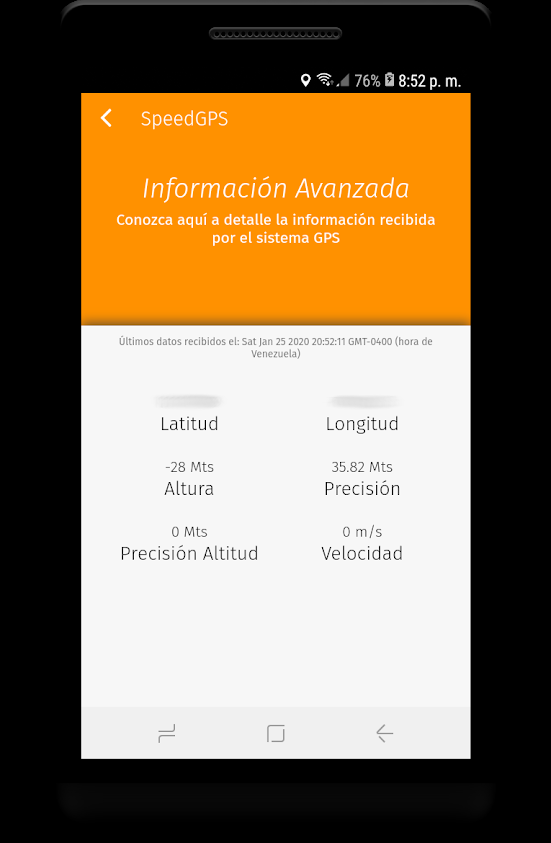 76% 8:52 p. m.
SpeedGPS
Información Avanzada
Conozca aquí a detalle la información recibida
por el sistema GPS
Últimos datos recibidos el: Sat Jan 25 2020 20:52:11 GMT-0400 (hora de
Venezuela)
Latitud Longitud
-28 Mts 35.82 Mts
Altura Precisión
0 Mts 0 m/s
Precisión Altitud Velocidad